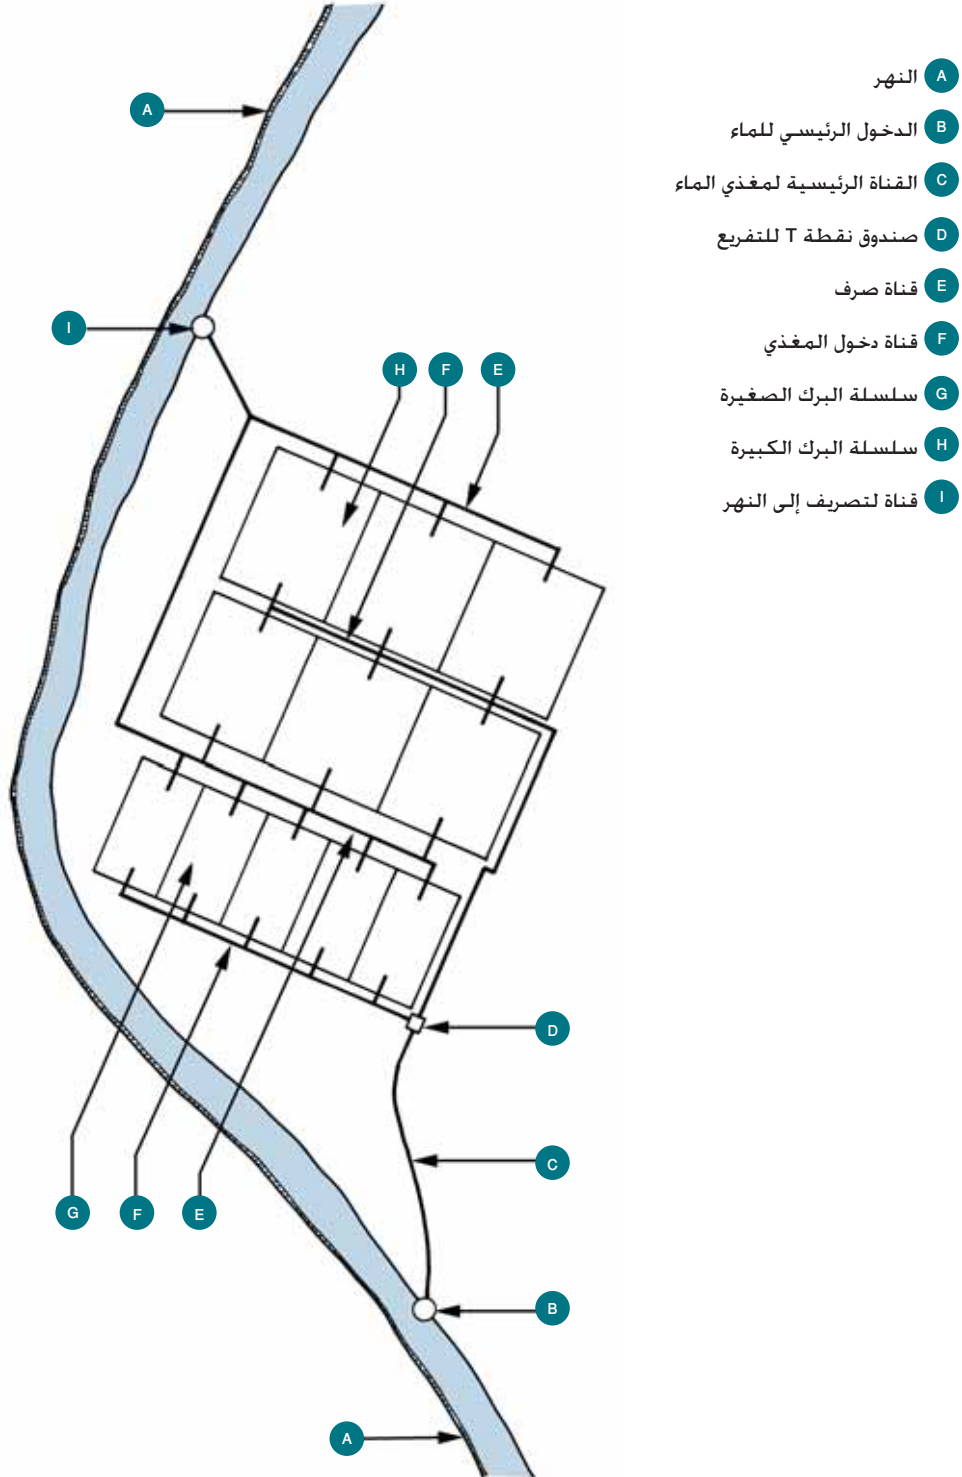 A النهر
B الدخول الرئيسي للماء
C القناة الرئيسية لمغذي الماء
D صندوق نقطة T للتفريع
E قناة صرف
F قناة دخول المغذي
G سلسلة البرك الصغيرة
H سلسلة البرك الكبيرة
I قناة لتصريف إلى النهر
A
I
H F E
D
C
G F E
B
A